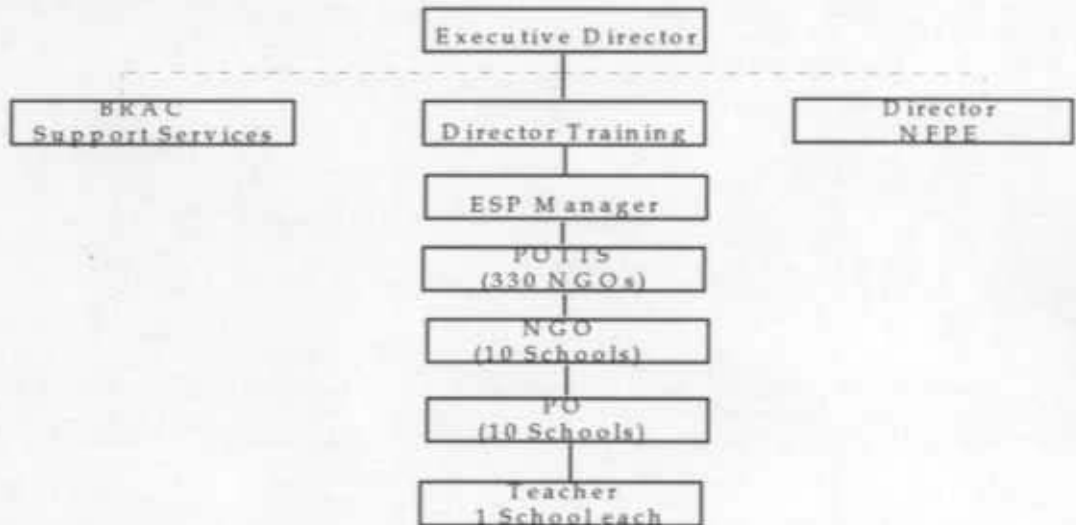 Executive Director
BRAC
Support Services
Director Training
Director
NFPE
ESP Manager
POTTS
(330 NGOs)
NGO
(10 Schools)
PO
(10 Schools)
Teacher
1 School each